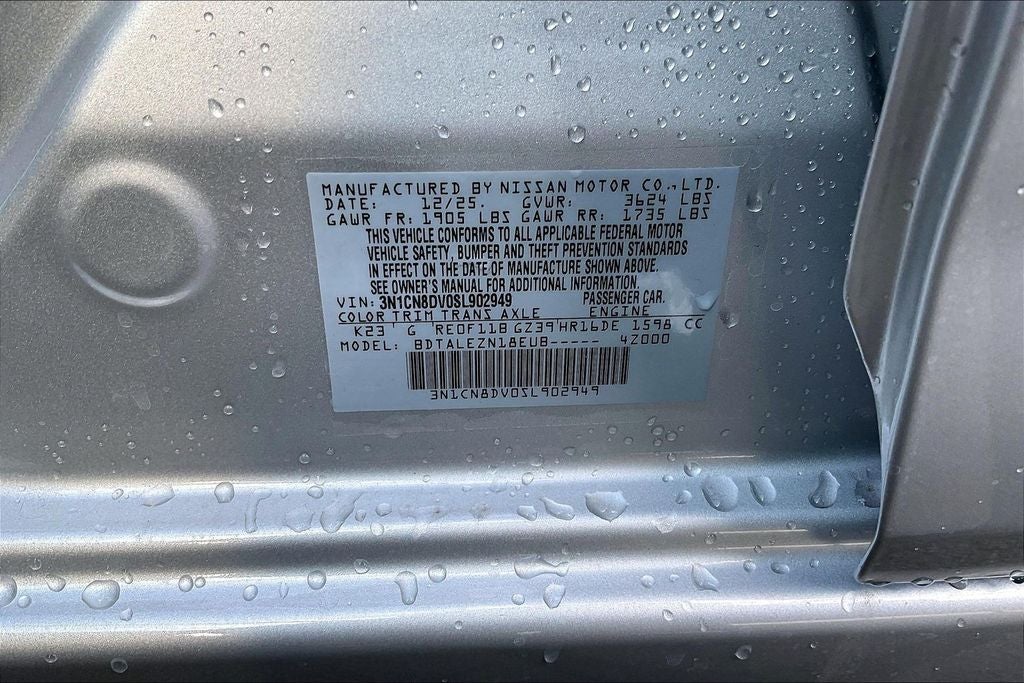 MANUFACTURED BY NISSAN MOTOR CO., LTD.
DATE: 12/25. GVWR: 3624 LBS
GAWR FR: 1905 LBS GAWR RR: 1735 LBS
THIS VEHICLE CONFORMS TO ALL APPLICABLE FEDERAL MOTOR
VEHICLE SAFETY, BUMPER AND THEFT PREVENTION STANDARDS
IN EFFECT ON THE DATE OF MANUFACTURE SHOWN ABOVE.
SEE OWNER'S MANUAL FOR ADDITIONAL INFORMATION.
VIN: 3N1CN8DV0SL902949 PASSENGER CAR.
COLOR TRIM TRANS AXLE ENGINE
K23 G RE0F11B GZ39 HR16DE 1598 CC
MODEL: BDTALEZN18EUB----- 4Z000
3N1CN8DV0SL902949